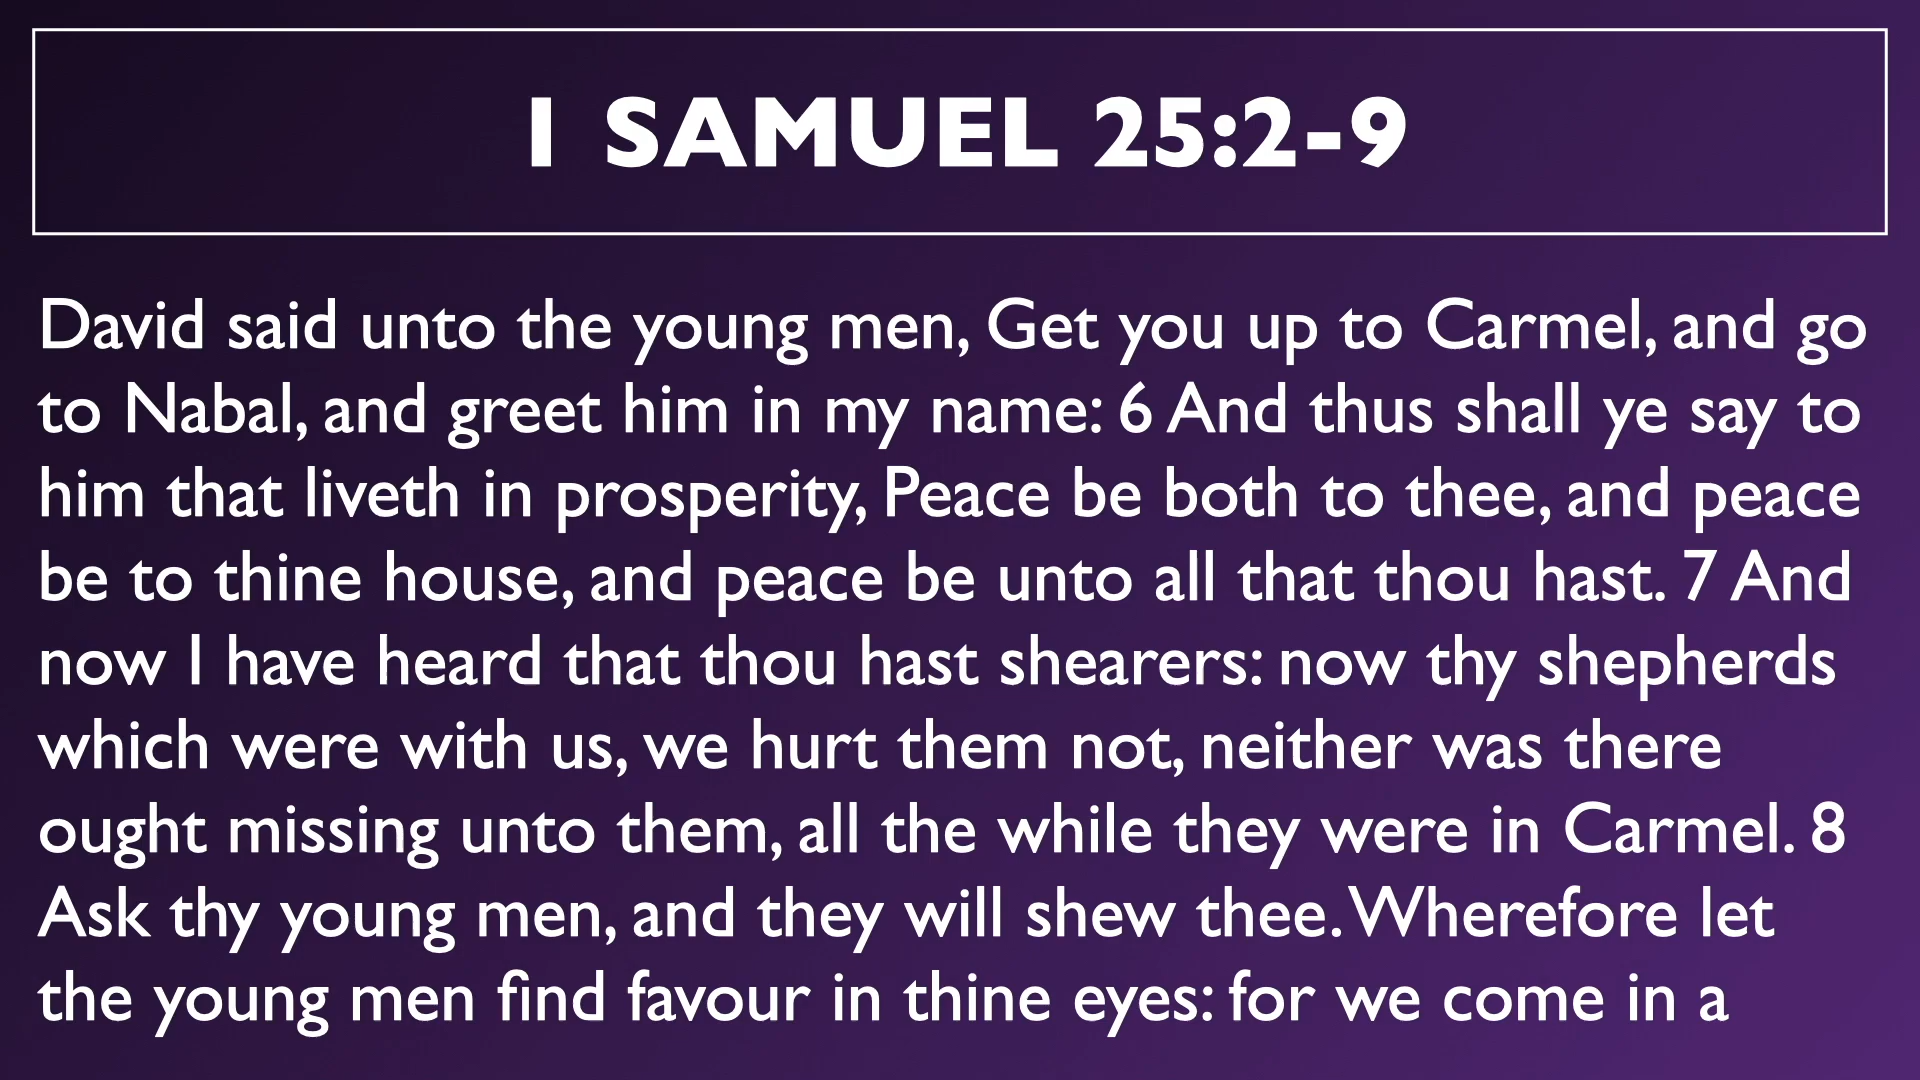 1 SAMUEL 25:2-9
David said unto the young men, Get you up to Carmel, and go
to Nabal, and greet him in my name: 6 And thus shall ye say to
him that liveth in prosperity, Peace be both to thee, and peace
be to thine house, and peace be unto all that thou hast. 7 And
now I have heard that thou hast shearers: now thy shepherds
which were with us, we hurt them not, neither was there
ought missing unto them, all the while they were in Carmel. 8
Ask thy young men, and they will shew thee. Wherefore let
the young men find favour in thine eyes: for we come in a